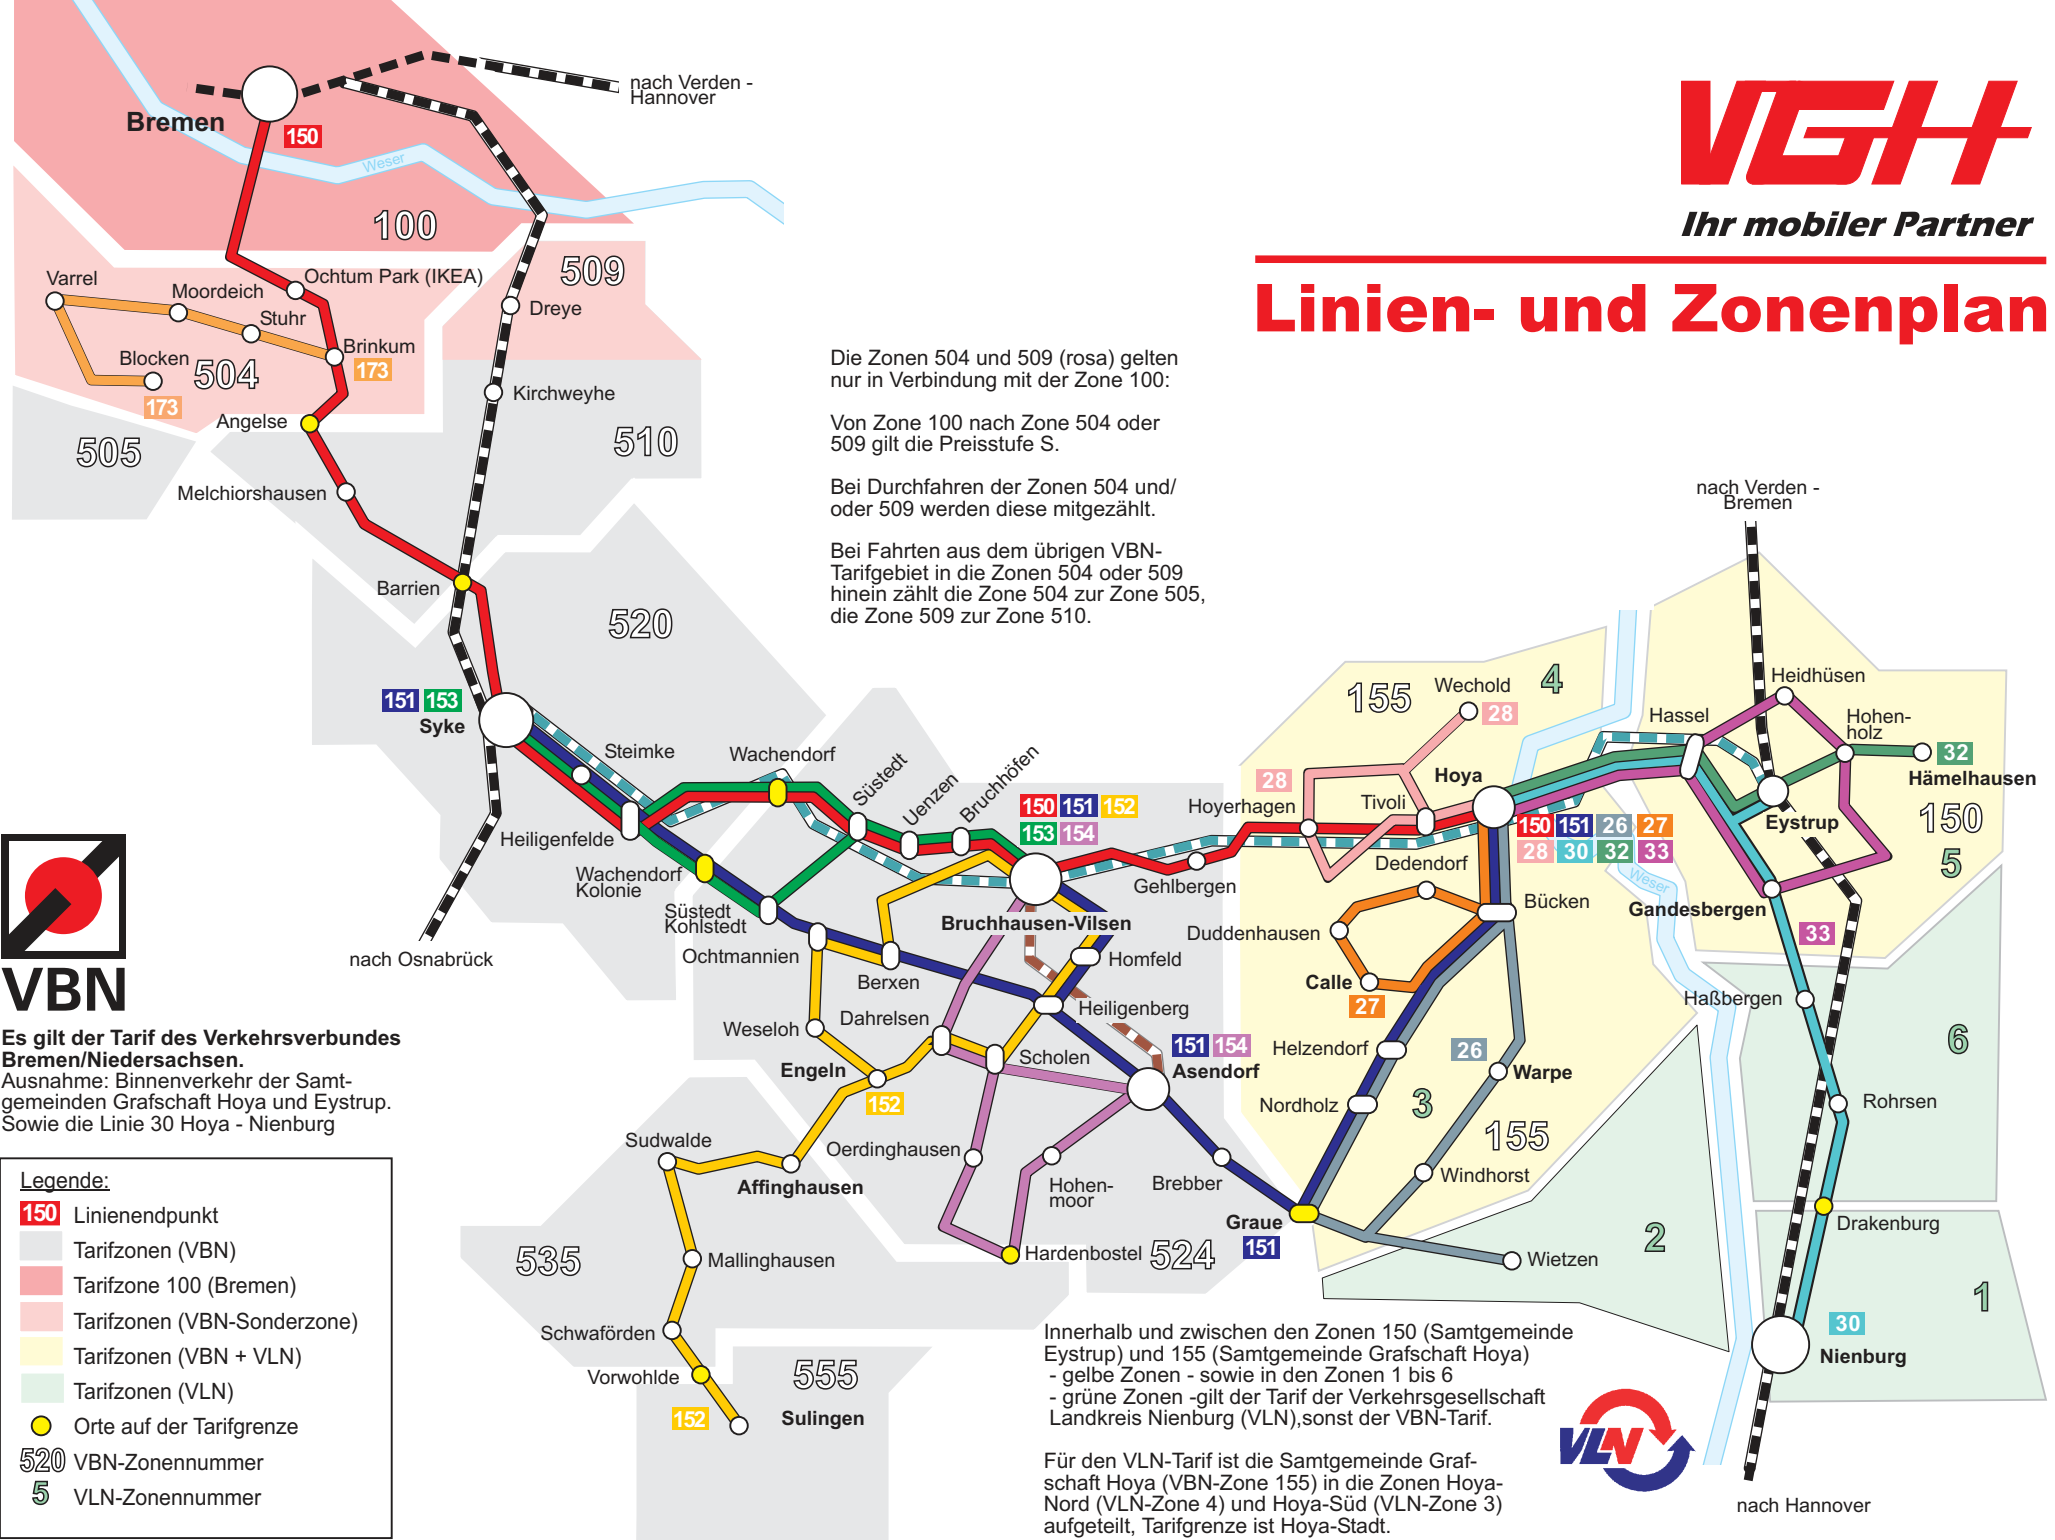 nach Verden -
Hannover
Bremen
150
Weser
100
VGH
Ihr mobiler Partner
Linien- und Zonenplan
509
Varrel
Moordeich
Ochtum Park (IKEA)
Stuhr
Dreye
Blocken
504
Brinkum
173
173
Kirchweyhe
Angelse
505
510
Melchiorshausen
Die Zonen 504 und 509 (rosa) gelten
nur in Verbindung mit der Zone 100:
Von Zone 100 nach Zone 504 oder
509 gilt die Preisstufe S.
Bei Durchfahren der Zonen 504 und/
oder 509 werden diese mitgezählt.
Bei Fahrten aus dem übrigen VBN-
Tarifgebiet in die Zonen 504 oder 509
hinein zählt die Zone 504 zur Zone 505,
die Zone 509 zur Zone 510.
nach Verden -
Bremen
Barrien
520
151 153
Syke
Steimke
Wachendorf
Süstedt
Uenzen
Bruchhöfen
Heiligenfelde
Wachendorf
Kolonie
Süstedt
Kohlstedt
Ochtmannien
nach Osnabrück
150 151 152
153 154
Bruchhausen-Vilsen
Gehlbergen
Hoyerhagen
155
4
Wechold
28
28
Tivoli
Hoya
150 151 26 27
28 30 32 33
Hassel
Heidhüsen
Hohen-
holz
32
Hämelhausen
150
5
Eystrup
Weser
Gandesbergen
33
Dedendorf
Bücken
Duddenhausen
Calle
27
Berxen
Homfeld
Heiligenberg
Weseloh
Dahrelsen
Scholen
Engeln
152
151 154
Asendorf
Helzendorf
26
Warpe
Nordholz
3
155
Windhorst
Haßbergen
6
Rohrsen
Drakenburg
Sudwalde
Affinghausen
Oerdinghausen
Hohen-
moor
Brebber
Graue
151
Hardenbostel
524
Wietzen
2
1
535
Mallinghausen
Schwaförden
Vorwohlde
152
555
Sulingen
30
Nienburg
nach Hannover
VBN
Es gilt der Tarif des Verkehrsverbundes
Bremen/Niedersachsen.
Ausnahme: Binnenverkehr der Samt-
gemeinden Grafschaft Hoya und Eystrup.
Sowie die Linie 30 Hoya - Nienburg
Legende:
150 Linienendpunkt
Tarifzonen (VBN)
Tarifzone 100 (Bremen)
Tarifzonen (VBN-Sonderzone)
Tarifzonen (VBN + VLN)
Tarifzonen (VLN)
Orte auf der Tarifgrenze
520 VBN-Zonennummer
5 VLN-Zonennummer
Innerhalb und zwischen den Zonen 150 (Samtgemeinde
Eystrup) und 155 (Samtgemeinde Grafschaft Hoya)
- gelbe Zonen - sowie in den Zonen 1 bis 6
- grüne Zonen -gilt der Tarif der Verkehrsgesellschaft
Landkreis Nienburg (VLN),sonst der VBN-Tarif.
Für den VLN-Tarif ist die Samtgemeinde Graf-
schaft Hoya (VBN-Zone 155) in die Zonen Hoya-
Nord (VLN-Zone 4) und Hoya-Süd (VLN-Zone 3)
aufgeteilt, Tarifgrenze ist Hoya-Stadt.
VLN